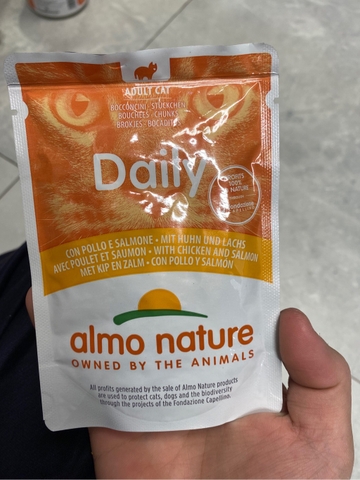 ADULT CAT
BOCCONCINI - STÜCKCHEN
BOUCHÉES - CHUNKS
BROKJES - BOCADITOS
Daily
100%
NATURE
CON POLLO E SALMONE • MIT HUHN UND LACHS
AVEC POULET ET SAUMON • WITH CHICKEN AND SALMON
MET KIP EN ZALM • CON POLLO Y SALMÓN
almo nature
OWNED BY THE ANIMALS
All profits generated by the sale of Almo Nature products
are used to protect cats, dogs and the biodiversity
through the projects of the Fondazione Capellino.